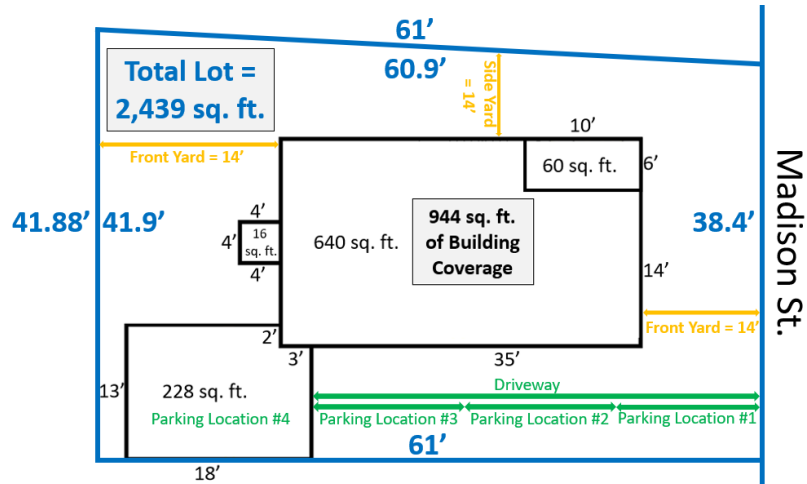 61’
60.9’
Total Lot =
2,439 sq. ft.
Side Yard
= 14’
Front Yard = 14’
10’
60 sq. ft.
6’
41.88’
41.9’
4’
4’
16
sq. ft.
4’
640 sq. ft.
944 sq. ft.
of Building
Coverage
38.4’
Madison St.
14’
Front Yard = 14’
2’
3’
35’
13’
228 sq. ft.
Parking Location #4
Driveway
Parking Location #3
Parking Location #2
Parking Location #1
61’
18’